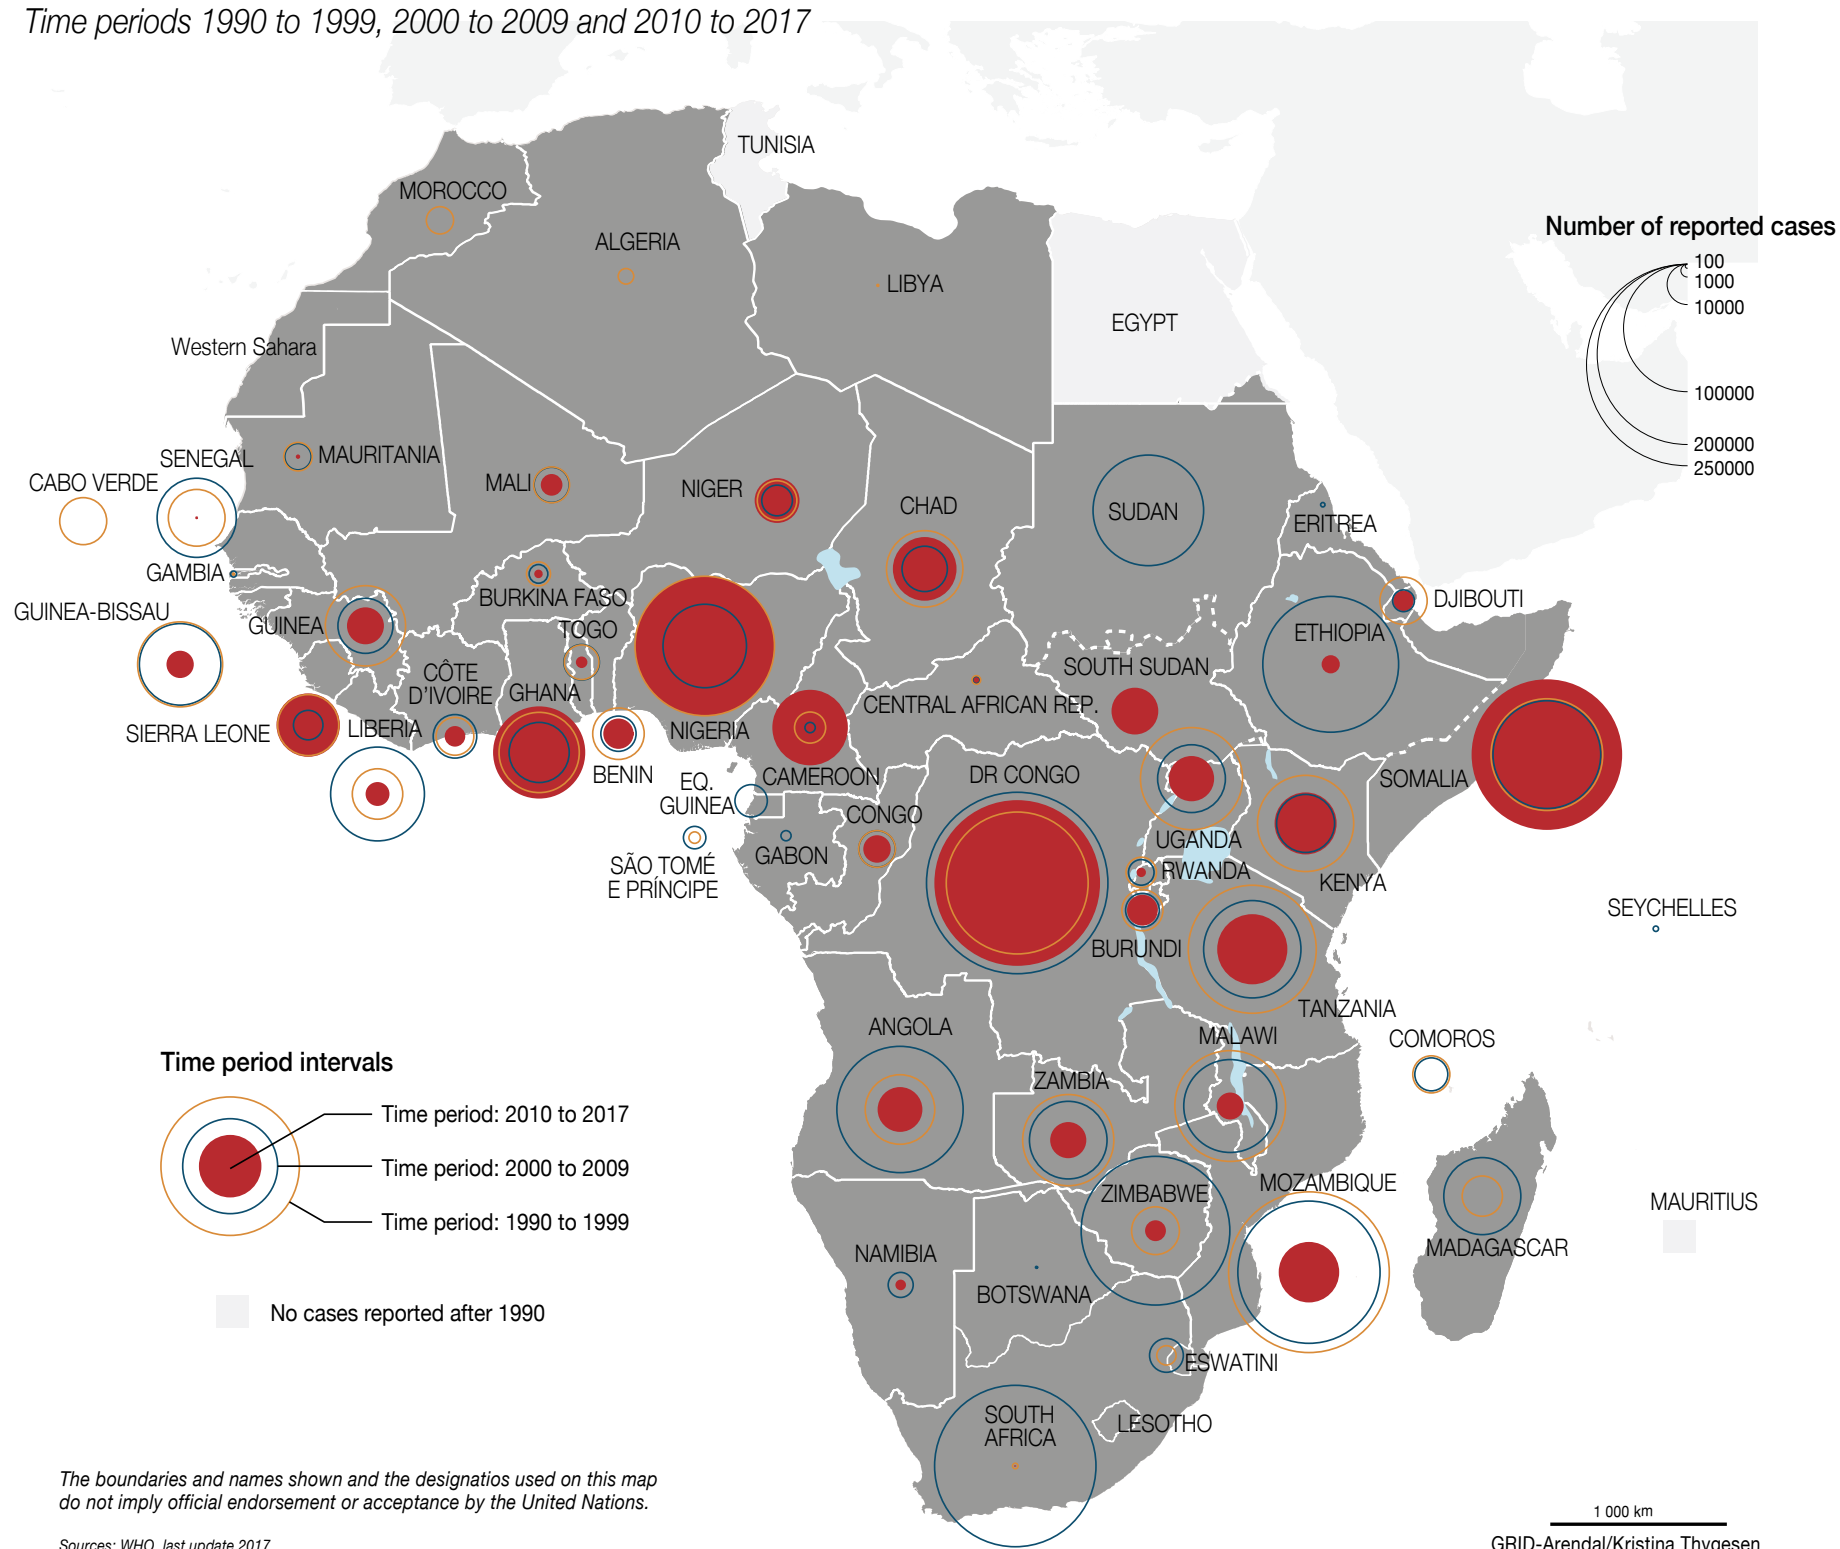 Time periods 1990 to 1999, 2000 to 2009 and 2010 to 2017
TUNISIA
MOROCCO
ALGERIA
LIBYA
EGYPT
Number of reported cases
100
1000
10000
100000
200000
250000
Western Sahara
SENEGAL
MAURITANIA
CABO VERDE
MALI
NIGER
CHAD
SUDAN
ERITREA
GAMBIA
BURKINA FASO
GUINEA-BISSAU
GUINEA
TOGO
DJIBOUTI
ETHIOPIA
CÔTE
D'IVOIRE
GHANA
SOUTH SUDAN
CENTRAL AFRICAN REP.
SIERRA LEONE
LIBERIA
NIGERIA
BENIN
CAMEROON
DR CONGO
SOMALIA
EQ.
GUINEA
CONGO
UGANDA
GABON
SÃO TOMÉ
E PRÍNCIPE
RWANDA
KENYA
SEYCHELLES
BURUNDI
TANZANIA
ANGOLA
MALAWI
COMOROS
Time period intervals
ZAMBIA
Time period: 2010 to 2017
Time period: 2000 to 2009
Time period: 1990 to 1999
ZIMBABWE
MOZAMBIQUE
MAURITIUS
MADAGASCAR
NAMIBIA
BOTSWANA
No cases reported after 1990
ESWATINI
SOUTH
AFRICA
LESOTHO
The boundaries and names shown and the designatios used on this map
do not imply official endorsement or acceptance by the United Nations.
1 000 km
Sources: WHO, last update 2017
GRID-Arendal/Kristina Thygesen